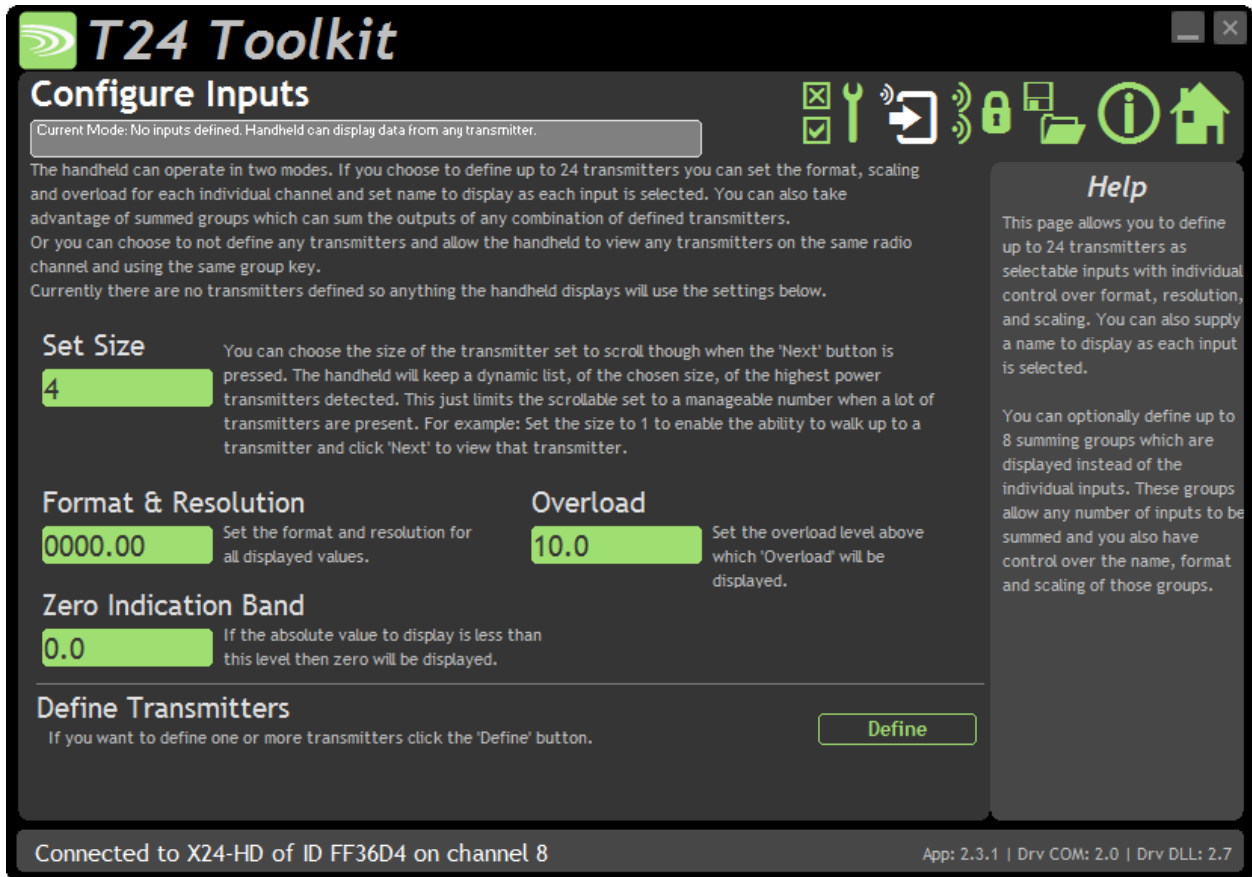 T24 Toolkit
Configure Inputs
Current Mode: No inputs defined. Handheld can display data from any transmitter.
The handheld can operate in two modes. If you choose to define up to 24 transmitters you can set the format, scaling
and overload for each individual channel and set name to display as each input is selected. You can also take
advantage of summed groups which can sum the outputs of any combination of defined transmitters.
Or you can choose to not define any transmitters and allow the handheld to view any transmitters on the same radio
channel and using the same group key.
Currently there are no transmitters defined so anything the handheld displays will use the settings below.
Set Size
4
You can choose the size of the transmitter set to scroll though when the 'Next' button is
pressed. The handheld will keep a dynamic list, of the chosen size, of the highest power
transmitters detected. This just limits the scrollable set to a manageable number when a lot of
transmitters are present. For example: Set the size to 1 to enable the ability to walk up to a
transmitter and click 'Next' to view that transmitter.
Format & Resolution
0000.00
Set the format and resolution for
all displayed values.
Overload
10.0
Set the overload level above
which 'Overload' will be
displayed.
Zero Indication Band
0.0
If the absolute value to display is less than
this level then zero will be displayed.
Define Transmitters
If you want to define one or more transmitters click the 'Define' button.
Define
Help
This page allows you to define
up to 24 transmitters as
selectable inputs with individual
control over format, resolution,
and scaling. You can also supply
a name to display as each input
is selected.
You can optionally define up to
8 summing groups which are
displayed instead of the
individual inputs. These groups
allow any number of inputs to be
summed and you also have
control over the name, format
and scaling of those groups.
Connected to X24-HD of ID FF36D4 on channel 8
App: 2.3.1 | Drv COM: 2.0 | Drv DLL: 2.7